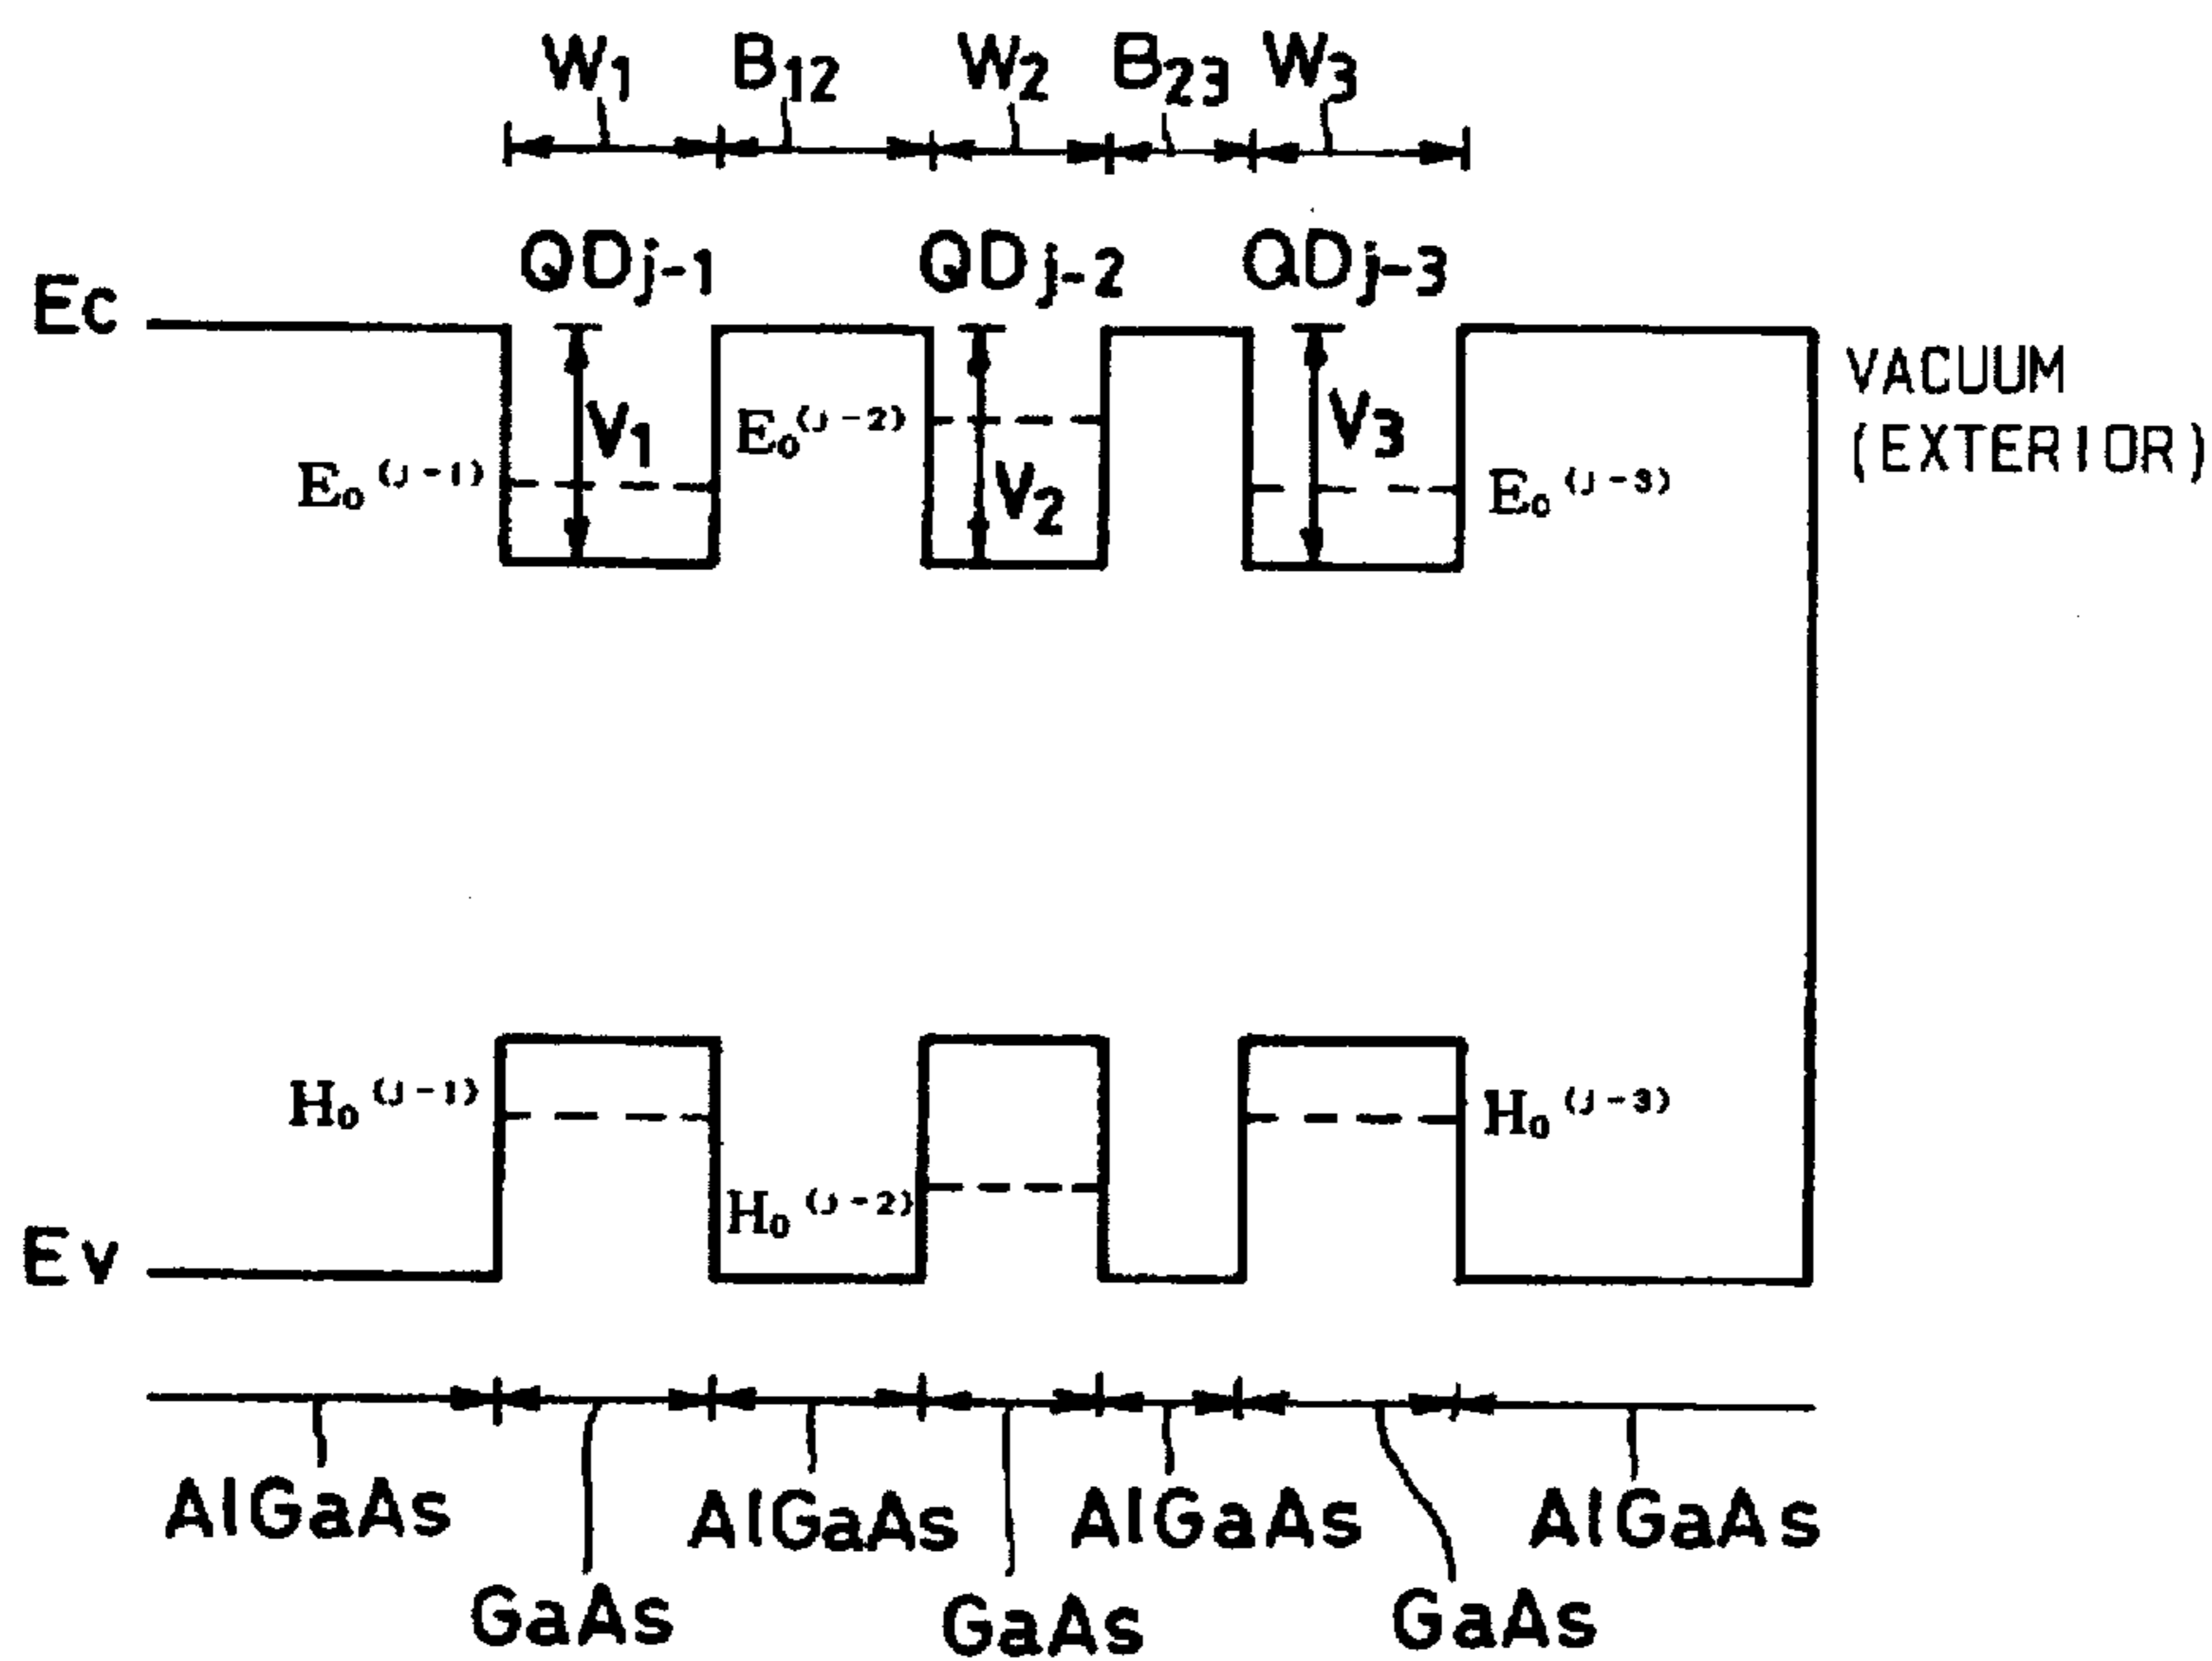 W1 B12 W2 B23 W3
QDj-1 QDj-2 QDj-3
Ec
VACUUM
(EXTERIOR)
V1 E0(j-2) V3
E0(j-1) V2 E0(j-3)
H0(j-1) H0(j-3)
H0(j-2)
Ev
AlGaAs AlGaAs AlGaAs AlGaAs
GaAs GaAs GaAs